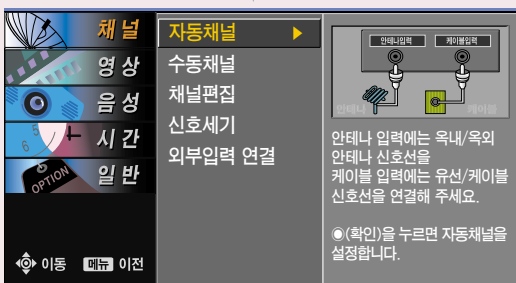 채널
영상
음성
시간
일반
OPTION
6
5
이동
메뉴 이전
자동채널 ▶
수동채널
채널편집
신호세기
외부입력 연결
안테나입력 케이블입력
안테나 케이블
안테나 입력에는 옥내/옥외
안테나 신호선을
케이블 입력에는 유선/케이블
신호선을 연결해 주세요.
◉(확인)을 누르면 자동채널을
설정합니다.